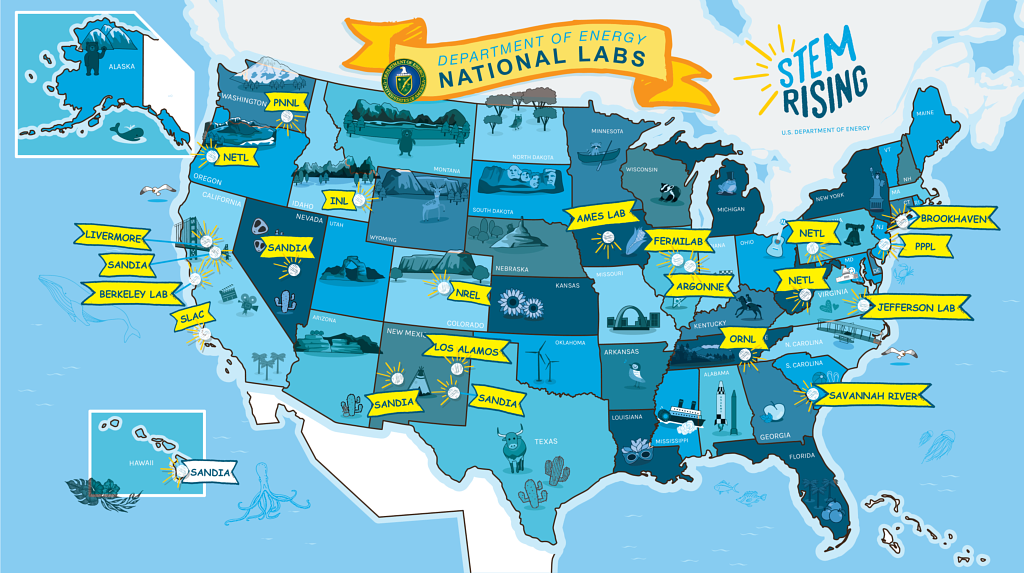 DEPARTMENT OF ENERGY
NATIONAL LABS
STEM
RISING
U.S. DEPARTMENT OF ENERGY
ALASKA
WASHINGTON
PNNL
NETL
OREGON
IDAHO
INL
MONTANA
NORTH DAKOTA
MINNESOTA
WISCONSIN
MICHIGAN
NEW YORK
VT
NH
MAINE
MA
CALIFORNIA
NEVADA
UTAH
WYOMING
SOUTH DAKOTA
NEBRASKA
AMES LAB
FERMILAB
ARGONNE
OHIO
NETL
NJ
BROOKHAVEN
PPPL
LIVERMORE
SANDIA
BERKELEY LAB
SLAC
SANDIA
NREL
COLORADO
KANSAS
MISSOURI
KENTUCKY
NETL
MD
VIRGINIA
JEFFERSON LAB
ARIZONA
NEW MEXI
LOS ALAMOS
SANDIA
SANDIA
OKLAHOMA
ARKANSAS
ORNL
N. CAROLINA
S. CAROLINA
SAVANNAH RIVER
TEXAS
LOUISIANA
MISSISSIPPI
ALABAMA
GEORGIA
FLORIDA
HAWAII
SANDIA